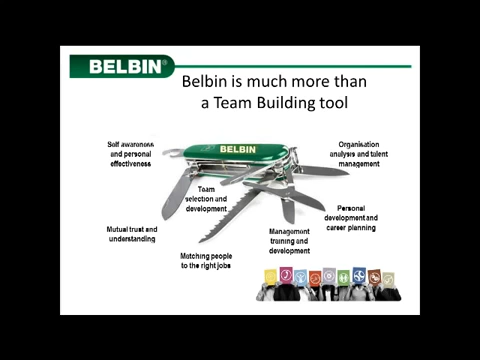 BELBIN®
Belbin is much more than
a Team Building tool
Self awareness
and personal
effectiveness
BELBIN
Organisation
analysis and talent
management
Team
selection and
development
Personal
development and
career planning
Mutual trust and
understanding
Management
training and
development
Matching people
to the right jobs